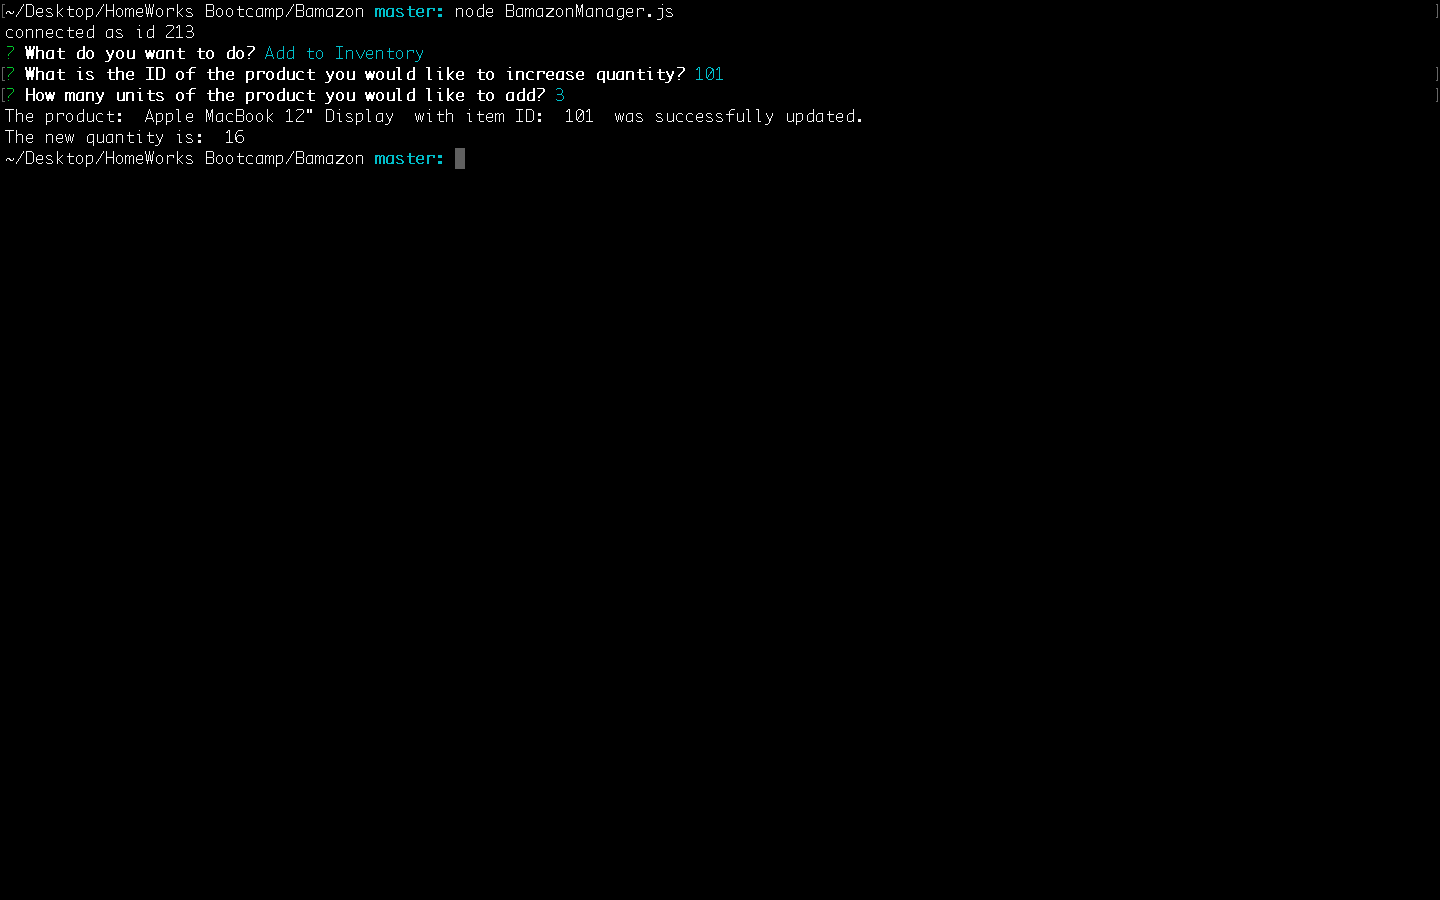 [~/Desktop/HomeWorks Bootcamp/Bamazon master: node BamazonManager.js ]
connected as id 213
? What do you want to do? Add to Inventory
[? What is the ID of the product you would like to increase quantity? 101 ]
[? How many units of the product you would like to add? 3 ]
The product:  Apple MacBook 12" Display  with item ID:  101  was successfully updated.
The new quantity is:  16
~/Desktop/HomeWorks Bootcamp/Bamazon master: